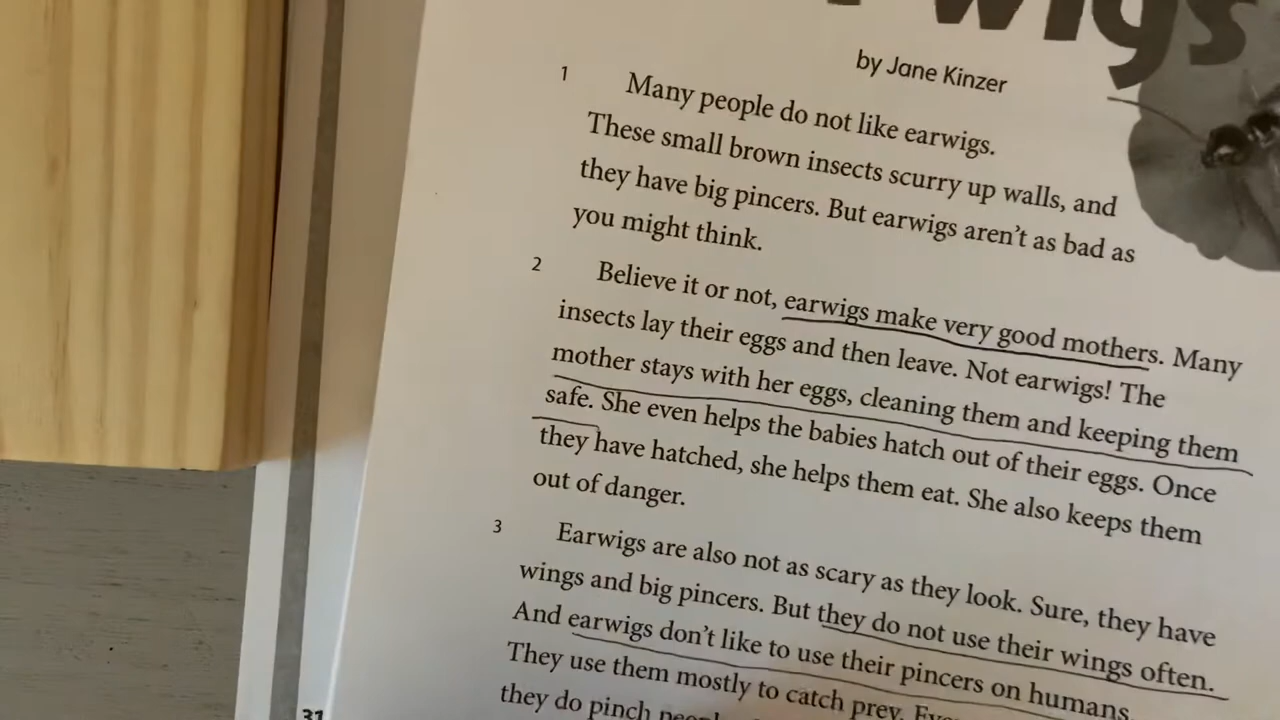 wigs
by Jane Kinzer
1 Many people do not like earwigs.
These small brown insects scurry up walls, and
they have big pincers. But earwigs aren't as bad as
you might think.
2 Believe it or not, earwigs make very good mothers. Many
insects lay their eggs and then leave. Not earwigs! The
mother stays with her eggs, cleaning them and keeping them
safe. She even helps the babies hatch out of their eggs. Once
they have hatched, she helps them eat. She also keeps them
out of danger.
3 Earwigs are also not as scary as they look. Sure, they have
wings and big pincers. But they do not use their wings often.
And earwigs don't like to use their pincers on humans.
They use them mostly to catch prey.
they do pinch
31